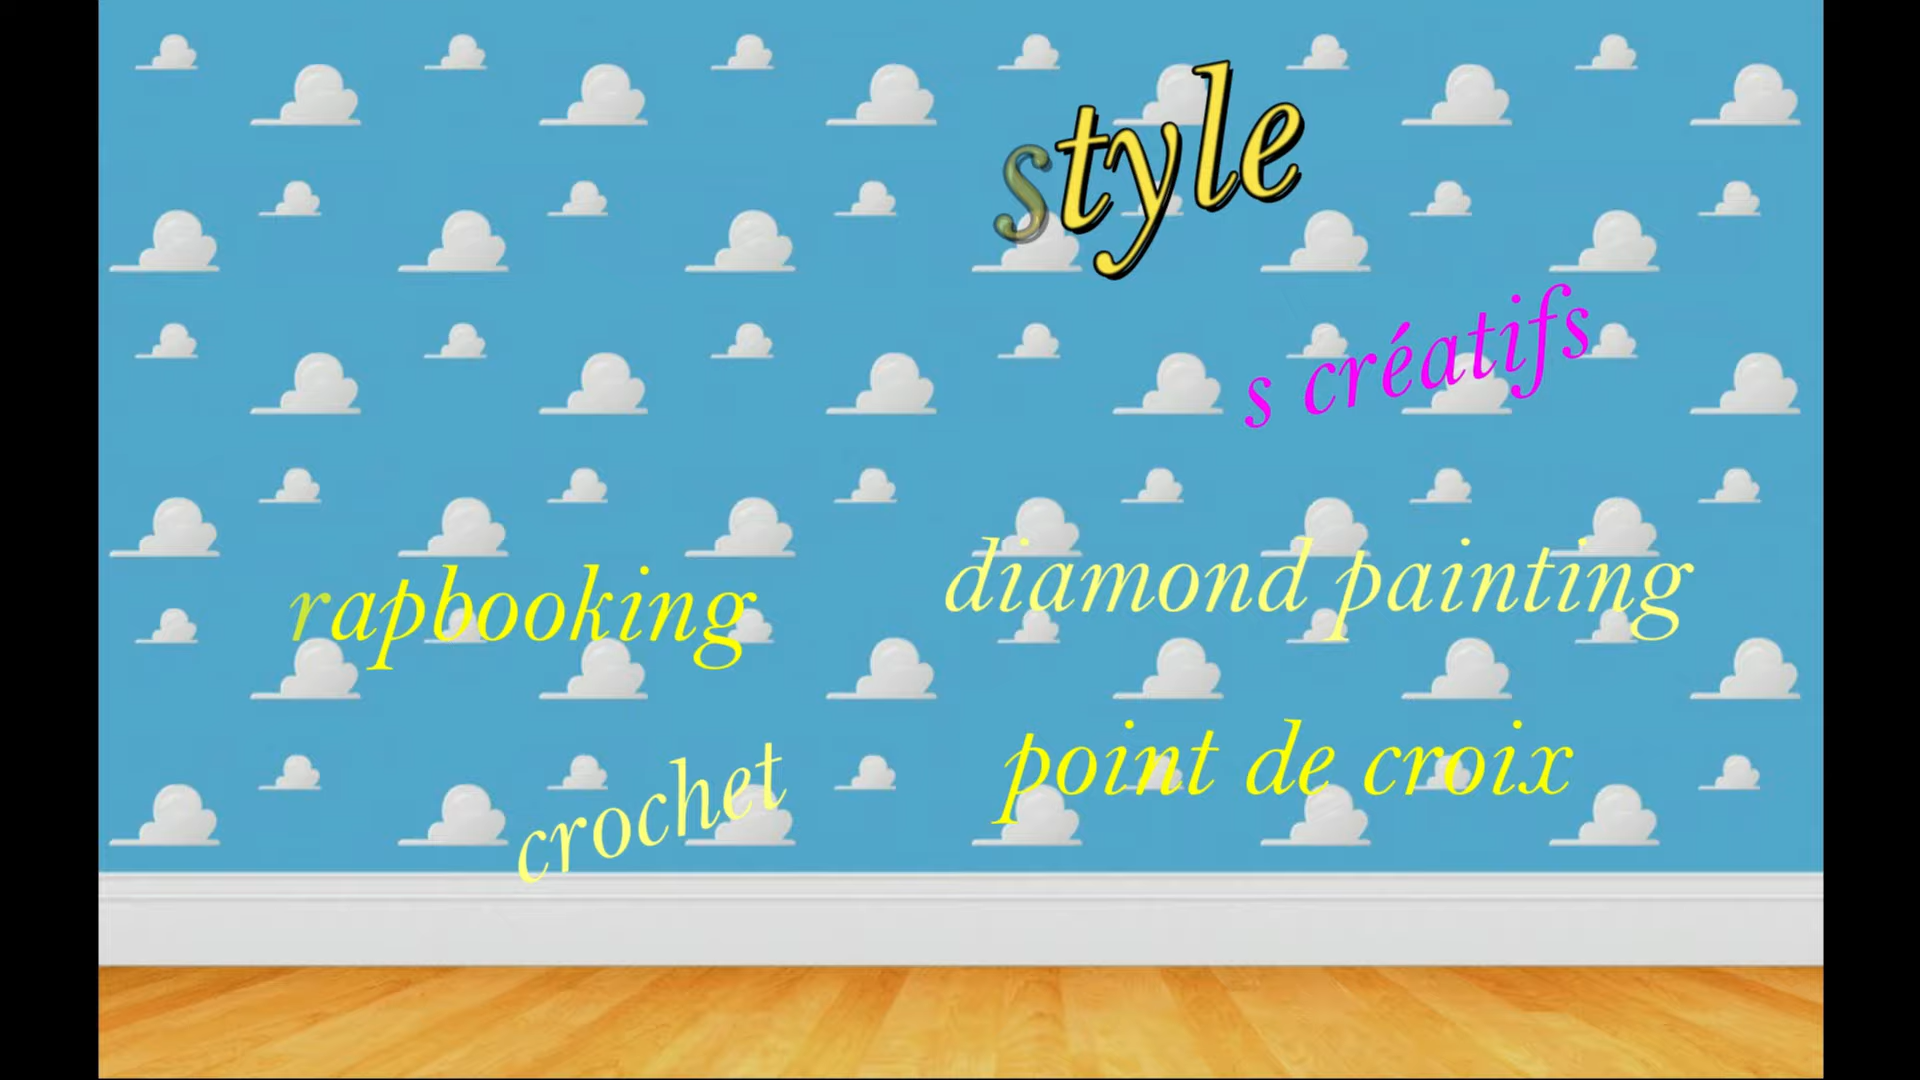 style
s créatifs
rapbooking
diamond painting
crochet
point de croix